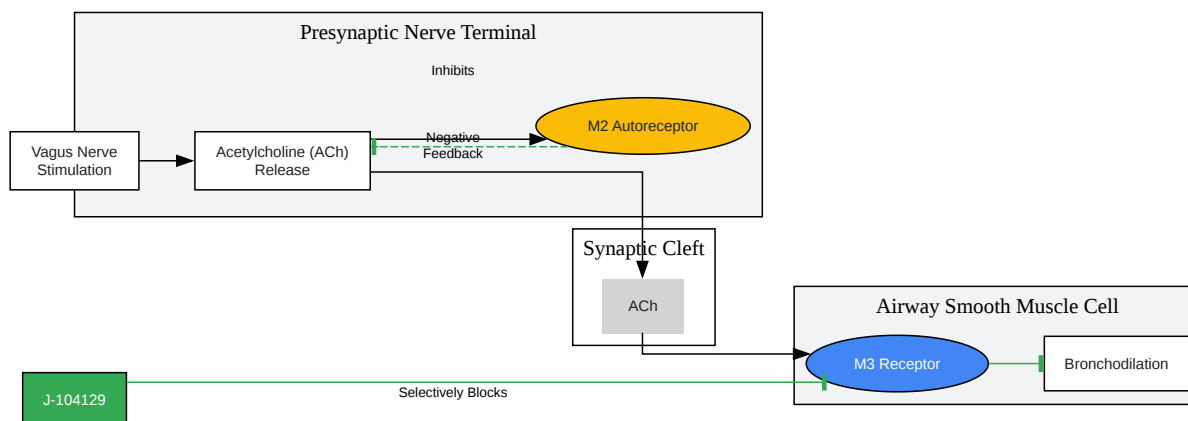 Presynaptic Nerve Terminal
Inhibits
M2 Autoreceptor
Negative
Feedback
Vagus Nerve
Stimulation
Acetylcholine (ACh)
Release
Synaptic Cleft
ACh
Airway Smooth Muscle Cell
M3 Receptor
Bronchodilation
J-104129
Selectively Blocks